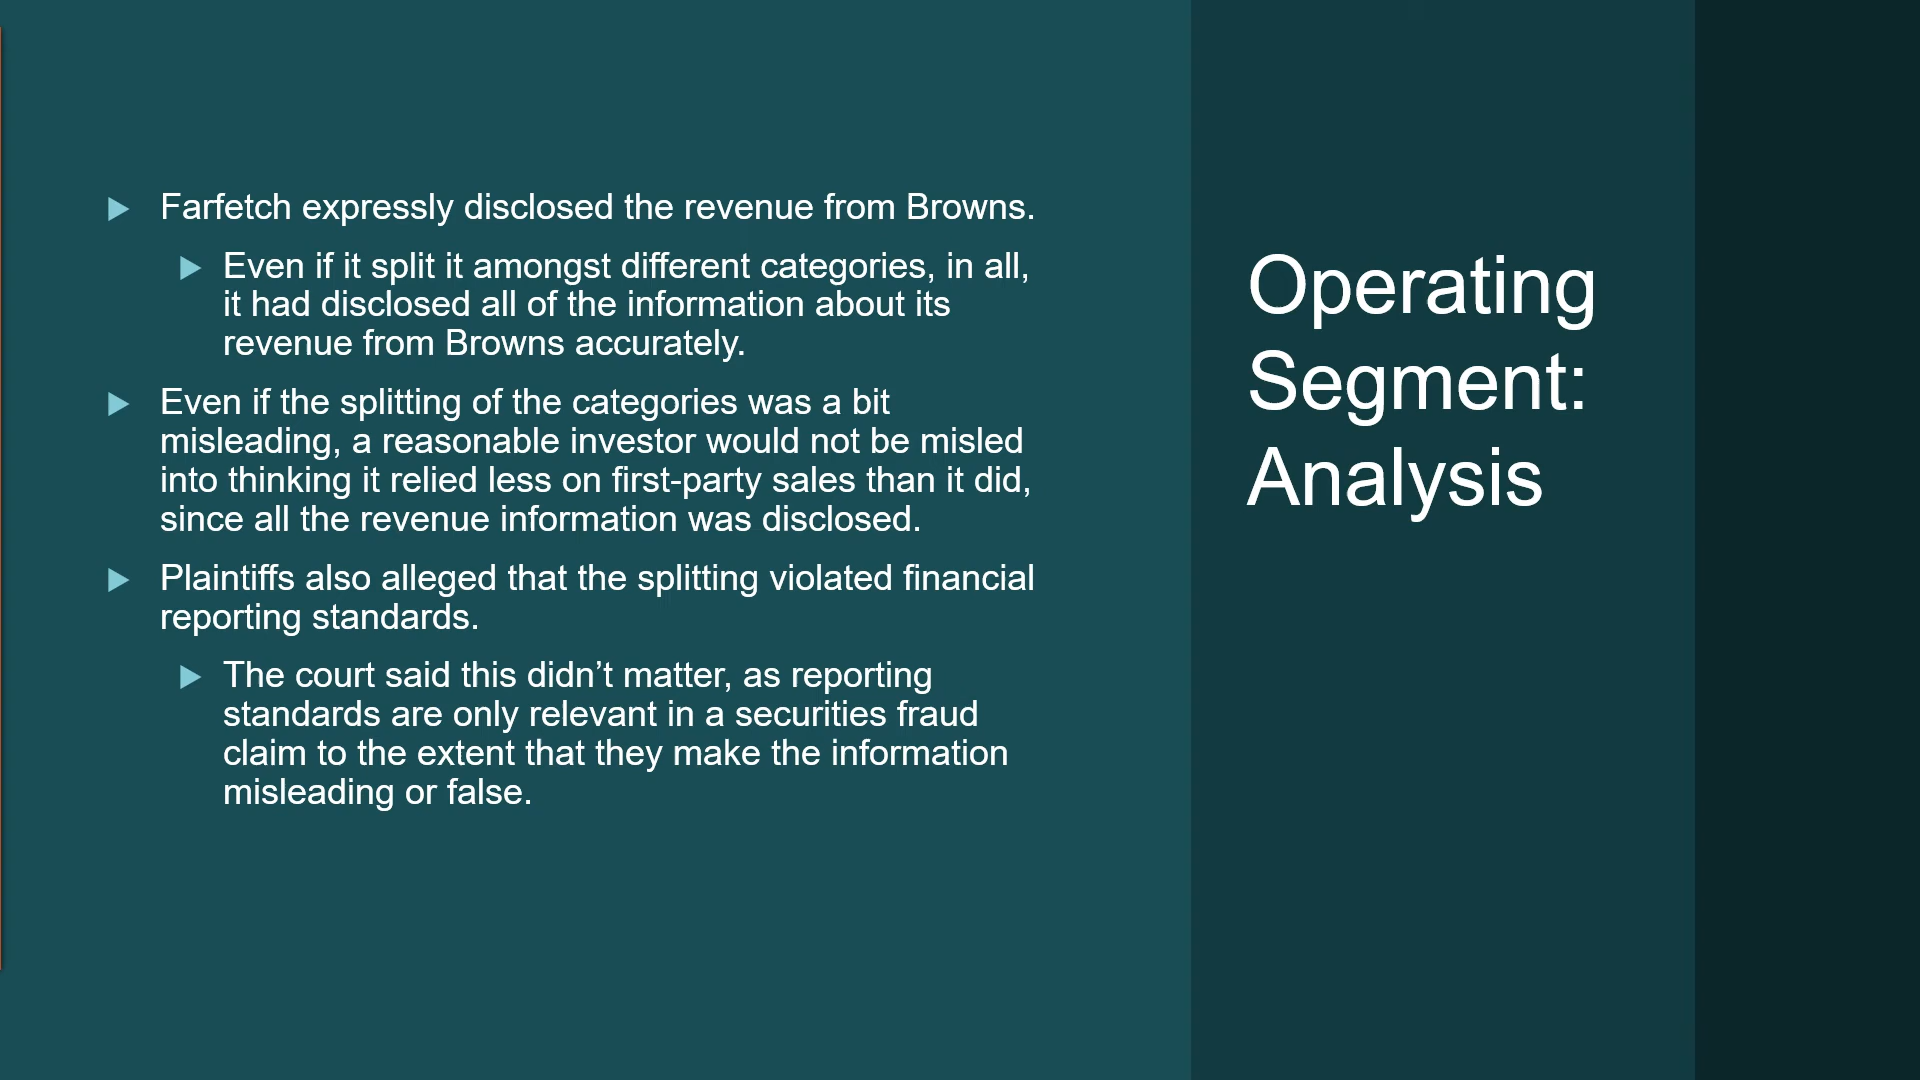 Farfetch expressly disclosed the revenue from Browns.
Even if it split it amongst different categories, in all,
it had disclosed all of the information about its
revenue from Browns accurately.
Even if the splitting of the categories was a bit
misleading, a reasonable investor would not be misled
into thinking it relied less on first-party sales than it did,
since all the revenue information was disclosed.
Plaintiffs also alleged that the splitting violated financial
reporting standards.
The court said this didn’t matter, as reporting
standards are only relevant in a securities fraud
claim to the extent that they make the information
misleading or false.
Operating
Segment:
Analysis